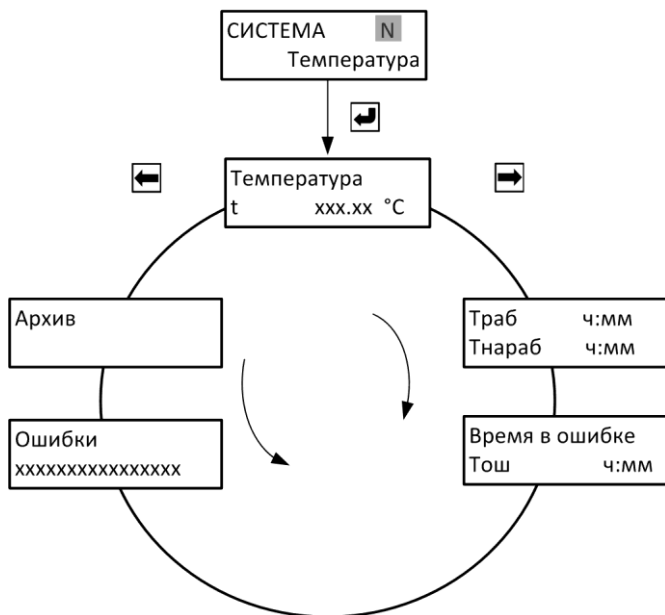 СИСТЕМА N
Температура
Температура
t xxx.xx °C
Архив
Траб ч:мм
Тнараб ч:мм
Ошибки
xxxxxxxxxxxxxxxx
Время в ошибке
Тош ч:мм